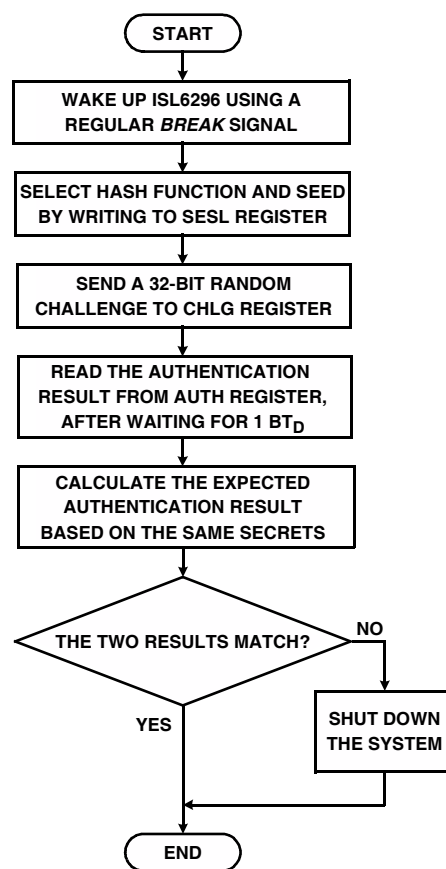 START
WAKE UP ISL6296 USING A
REGULAR BREAK SIGNAL
SELECT HASH FUNCTION AND SEED
BY WRITING TO SESL REGISTER
SEND A 32-BIT RANDOM
CHALLENGE TO CHLG REGISTER
READ THE AUTHENTICATION
RESULT FROM AUTH REGISTER,
AFTER WAITING FOR 1 BTD
CALCULATE THE EXPECTED
AUTHENTICATION RESULT
BASED ON THE SAME SECRETS
THE TWO RESULTS MATCH?
NO
YES
SHUT DOWN
THE SYSTEM
END